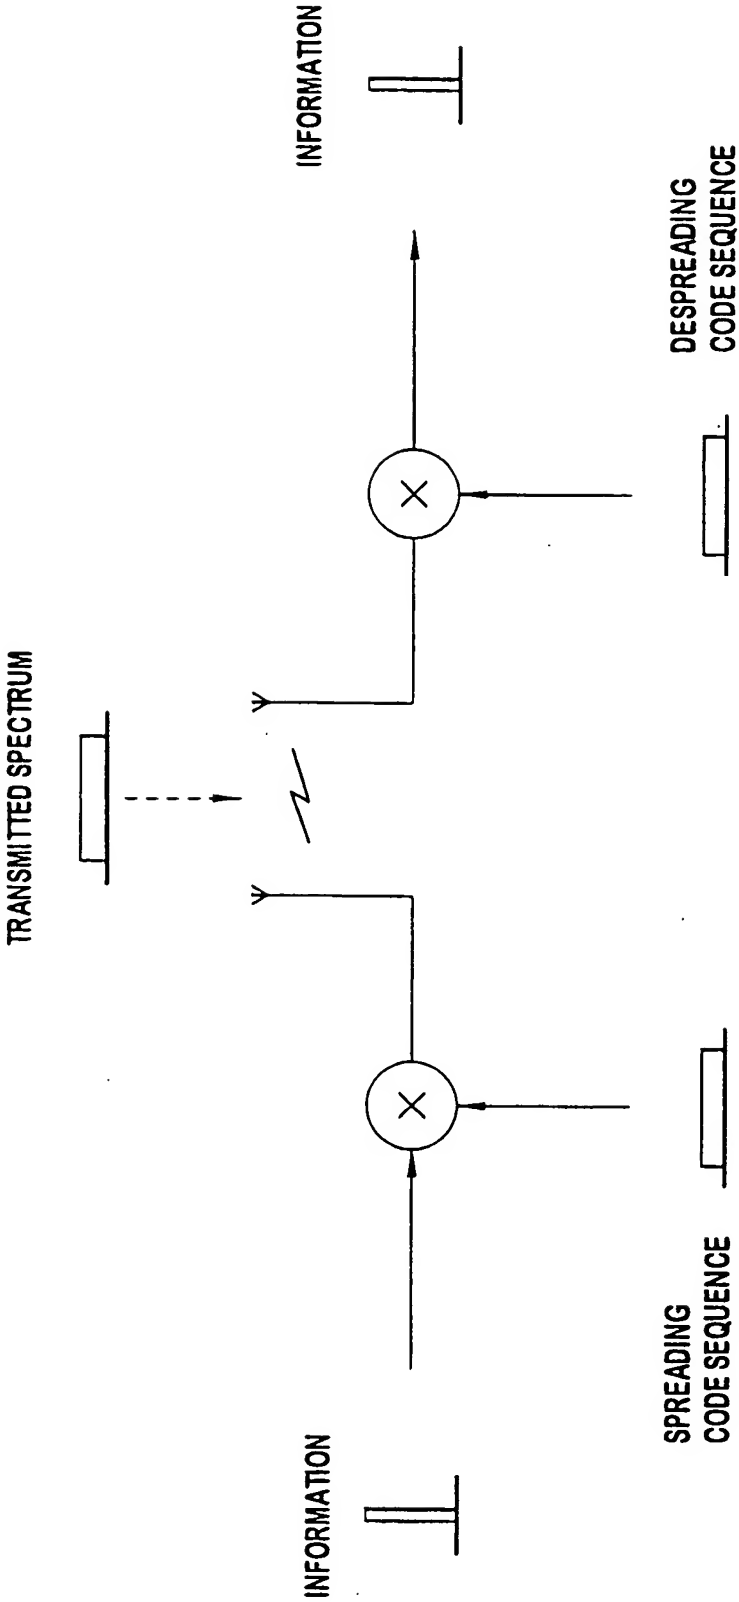 INFORMATION
SPREADING
CODE SEQUENCE
TRANSMITTED SPECTRUM
INFORMATION
DESPREADING
CODE SEQUENCE